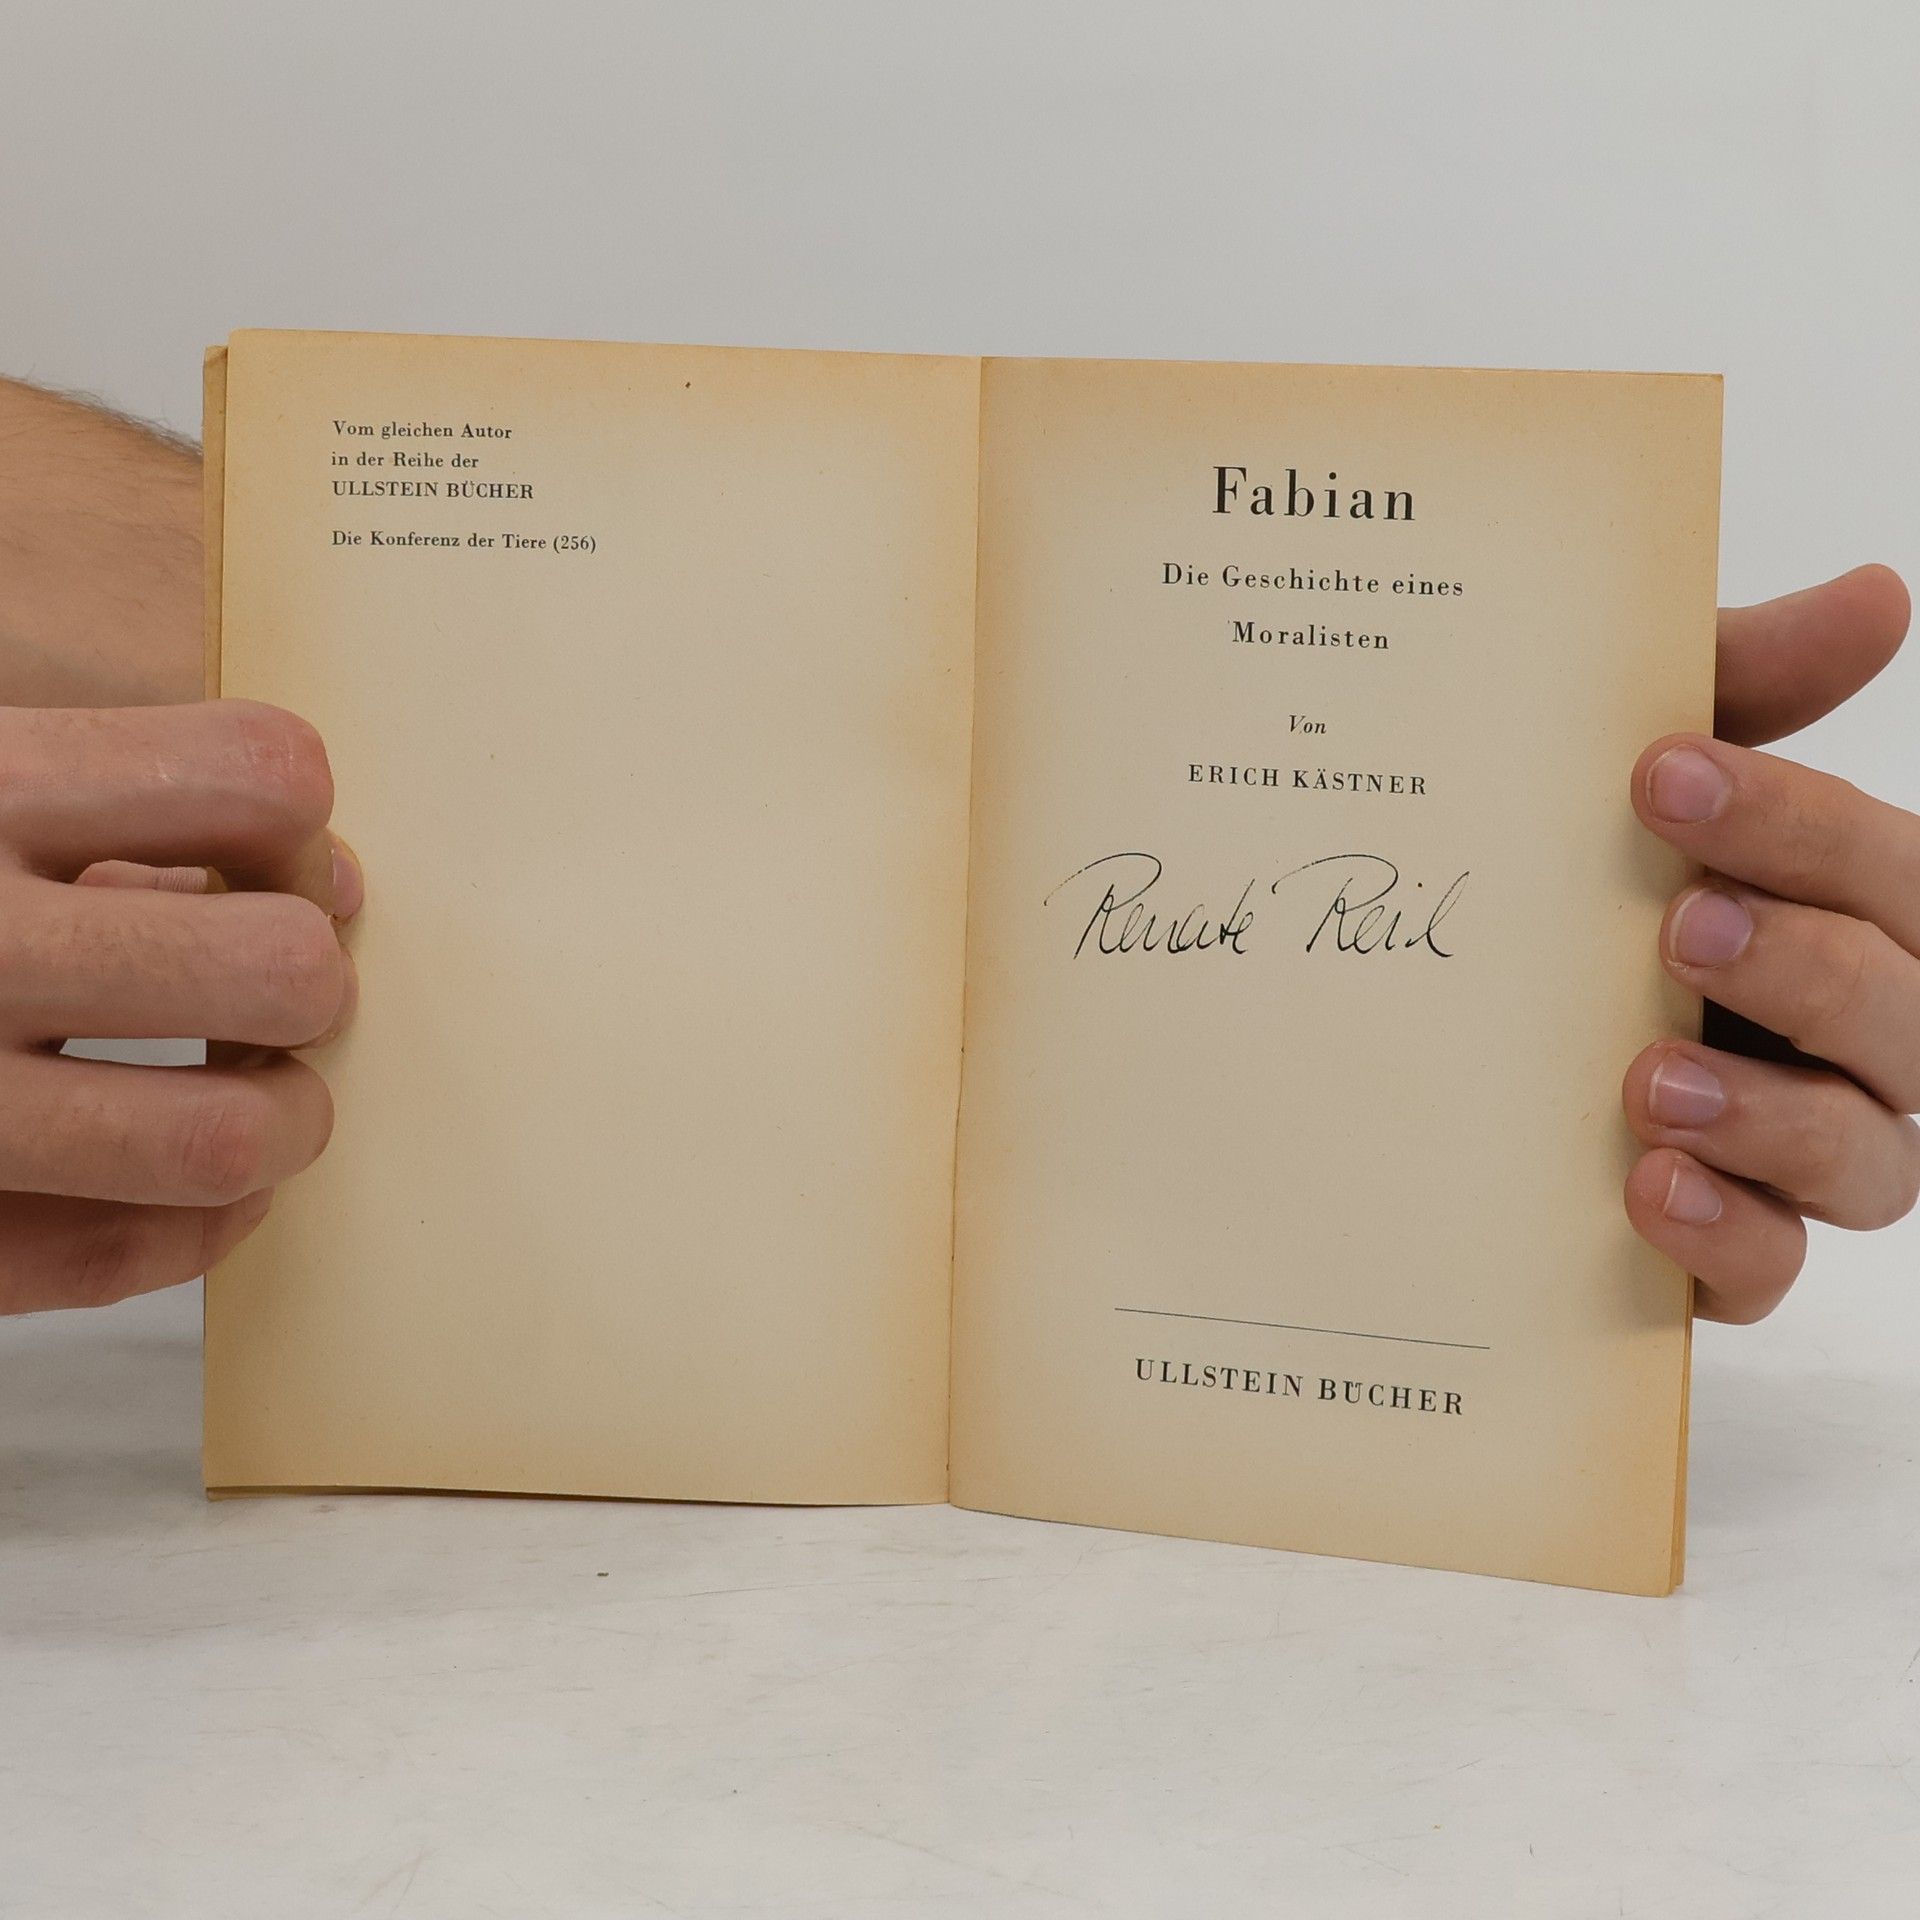 Vom gleichen Autor
in der Reihe der
ULLSTEIN BÜCHER
Die Konferenz der Tiere (256)
Fabian
Die Geschichte eines
Moralisten
Von
ERICH KÄSTNER
Renate Reil
ULLSTEIN BÜCHER